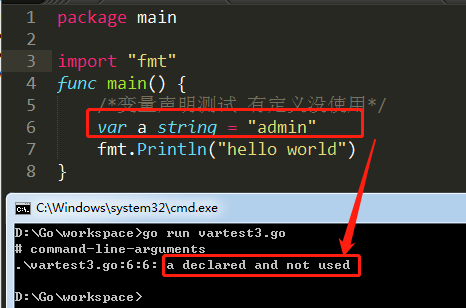 1 package main
2
3 import "fmt"
4 func main() {
5 /*变量声明测试 有定义没使用*/
6 var a string = "admin"
7 fmt.Println("hello world")
8 }
C:\Windows\system32\cmd.exe
D:\Go\workspace>go run vartest3.go
# command-line-arguments
.\vartest3.go:6:6: a declared and not used
D:\Go\workspace>